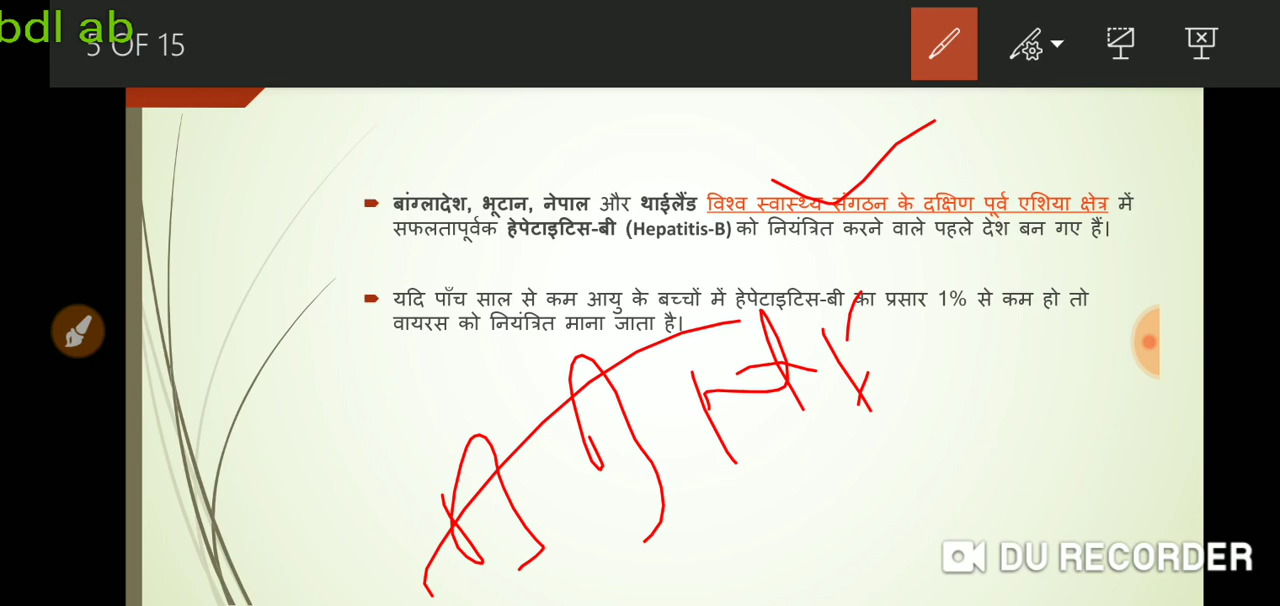 bdl ab
5 OF 15
बांग्लादेश, भूटान, नेपाल और थाईलैंड विश्व स्वास्थ्य संगठन के दक्षिण पूर्व एशिया क्षेत्र में
सफलतापूर्वक हेपेटाइटिस-बी (Hepatitis-B) को नियंत्रित करने वाले पहले देश बन गए हैं।
यदि पाँच साल से कम आयु के बच्चों में हेपेटाइटिस-बी का प्रसार 1% से कम हो तो
वायरस को नियंत्रित माना जाता है।
DU RECORDER